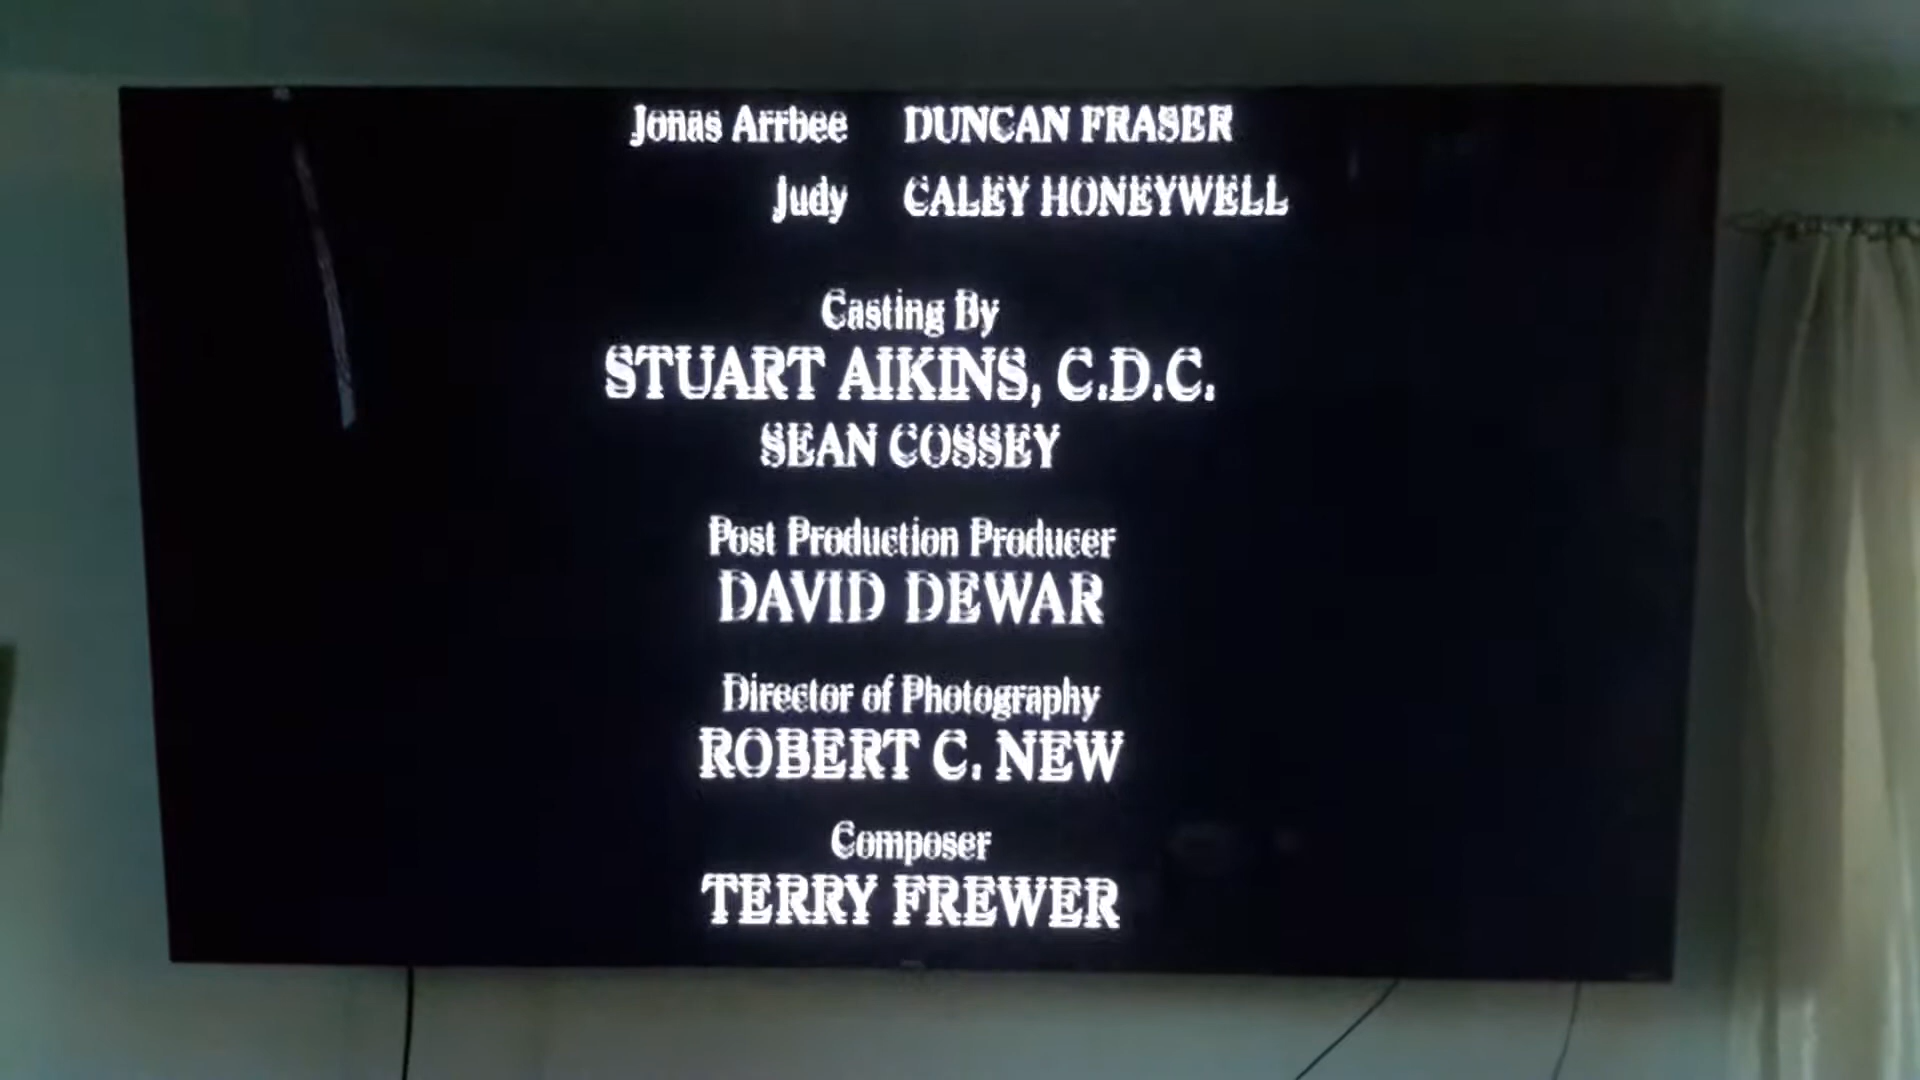 Jonas Arrbee DUNCAN FRASER
Judy CALEY HONEYWELL
Casting By
STUART AIKINS, C.D.C.
SEAN COSSEY
Post Production Producer
DAVID DEWAR
Director of Photography
ROBERT C. NEW
Composer
TERRY FREWER